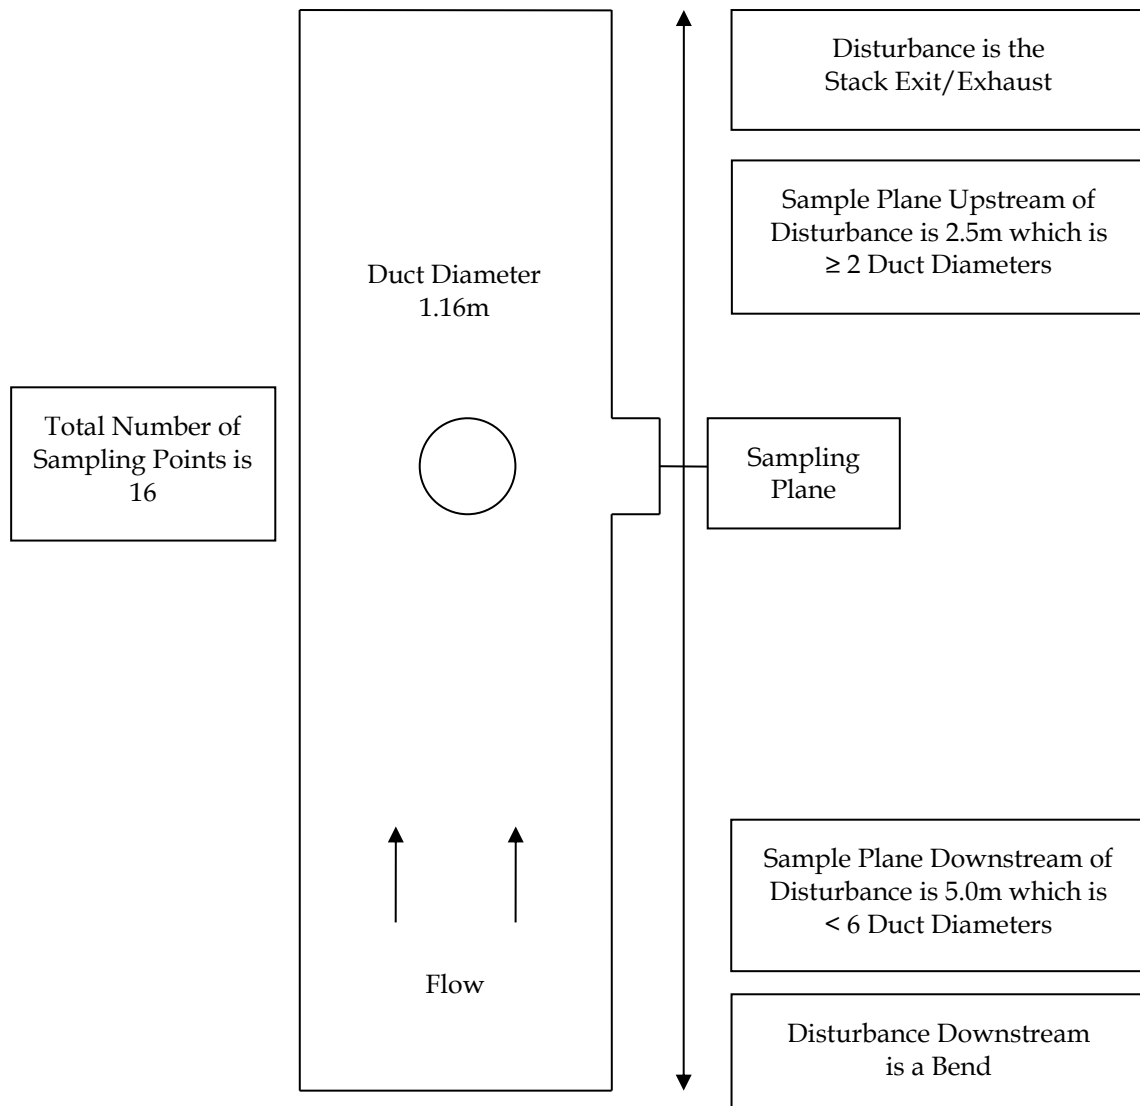 Disturbance is the
Stack Exit/Exhaust
Sample Plane Upstream of
Disturbance is 2.5m which is
≥ 2 Duct Diameters
Duct Diameter
1.16m
Total Number of
Sampling Points is
16
Sampling
Plane
Sample Plane Downstream of
Disturbance is 5.0m which is
< 6 Duct Diameters
Flow
Disturbance Downstream
is a Bend